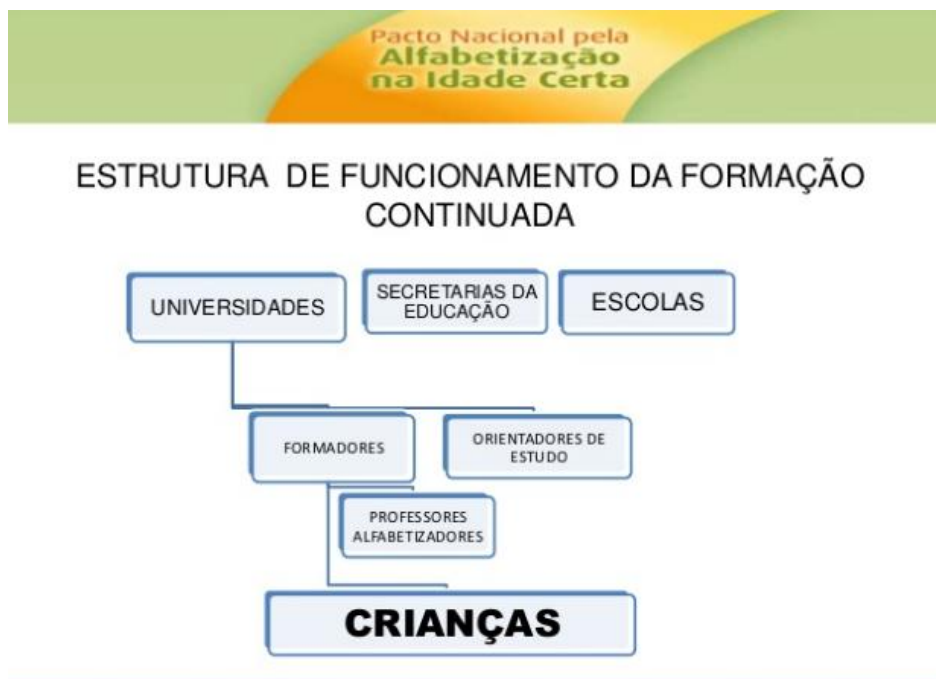 Pacto Nacional pela
Alfabetização
na Idade Certa
ESTRUTURA DE FUNCIONAMENTO DA FORMAÇÃO
CONTINUADA
UNIVERSIDADES
SECRETARIAS DA
EDUCAÇÃO
ESCOLAS
FORMADORES
ORIENTADORES DE
ESTUDO
PROFESSORES
ALFABETIZADORES
CRIANÇAS